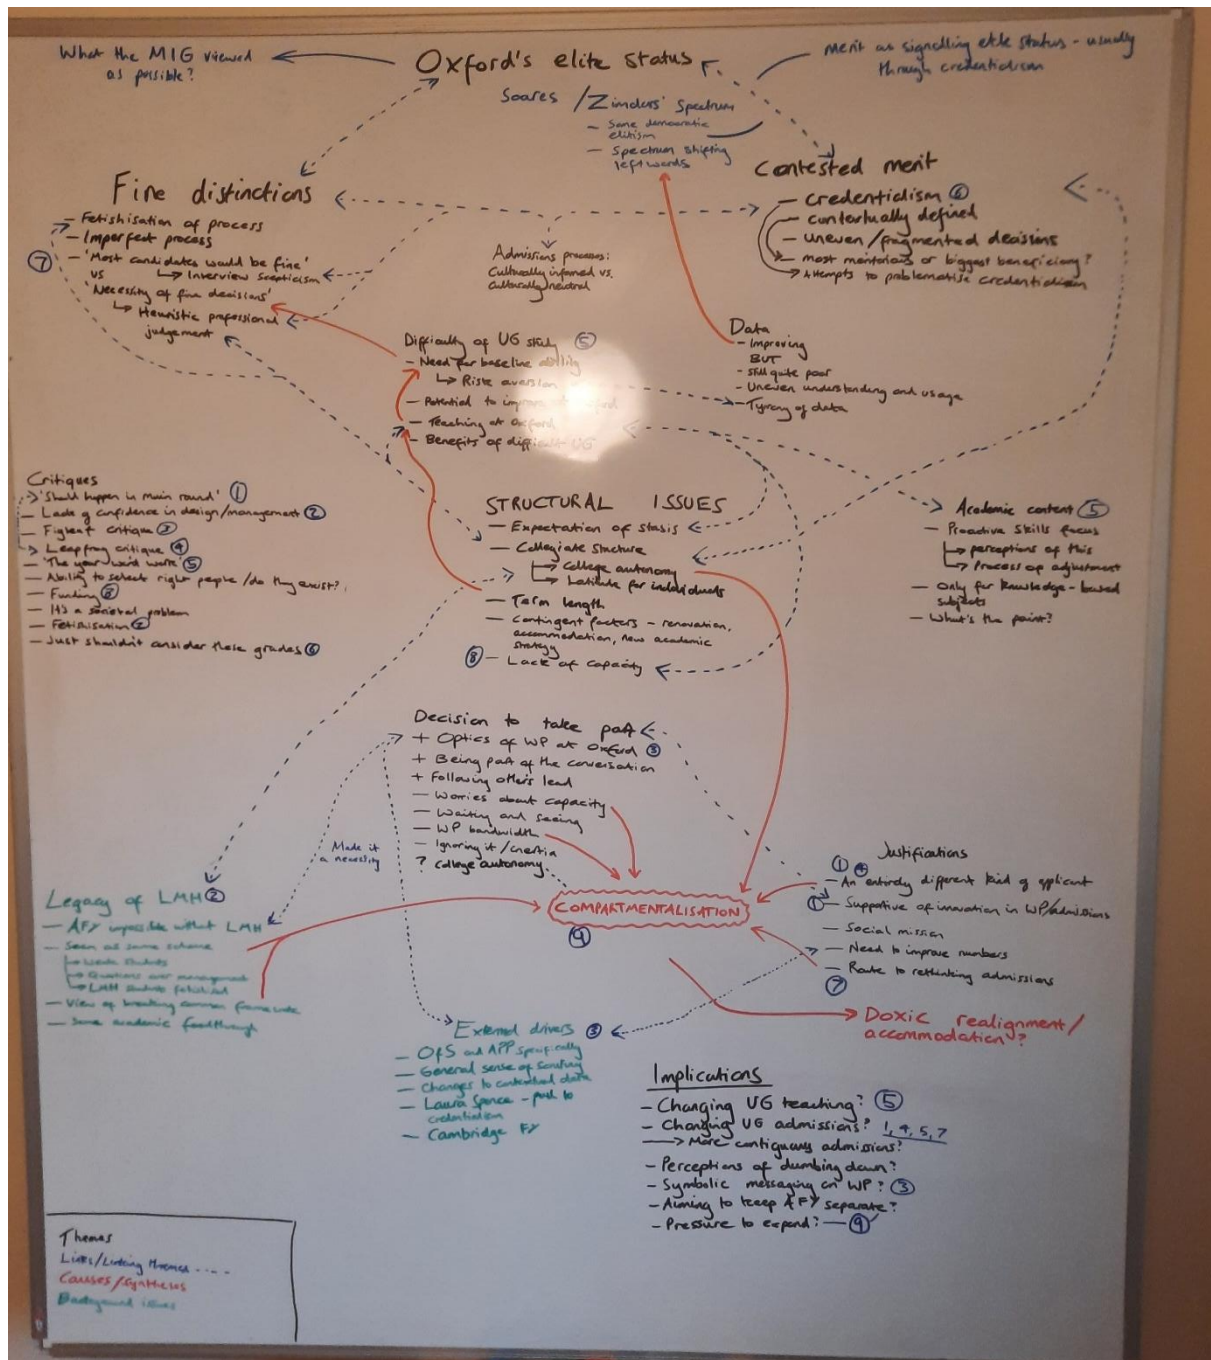 What the MIG viewed
as possible?
Oxford's elite status
Merit as signalling elite status - usually
through credentialism
Soares / Zimdars' Spectrum
- Some democratic
elitism
- Spectrum shifting
leftwards
Fine distinctions
- Fetishisation of process
- Imperfect process
⑦ - 'Most candidates would be fine'
vs ↳ Interview scepticism
'Necessity of fine decisions'
↳ Heuristic professional
judgement
Admissions processes:
Culturally informed vs.
culturally neutral
Contested merit
- credentialism ⑥
- contextually defined
- uneven/fragmented decisions
- most meritorious or biggest beneficiary?
→ Attempts to problematise credentialism
Difficulty of UG study ⑤
- Need for baseline ability
↳ Risk aversion
- Potential to improve at Oxford
- Teaching at Oxford
- Benefits of difficult UG
Data
- Improving
BUT
- still quite poor
- Uneven understanding and usage
- Tyranny of data
Critiques
- 'Should happen in main round' ①
- Lack of confidence in design/management ②
- Figleaf critique ③
- Leapfrog critique ④
- 'The year won't work' ⑤
- Ability to select right people/do they exist?
- Funding ⑧
- It's a societal problem
- Fetishisation ②
- Just shouldn't consider these grades ⑥
STRUCTURAL ISSUES
- Expectation of stasis
- Collegiate structure
↳ College autonomy
↳ Latitude for individuals
- Term length
- Contingent factors - renovation,
accommodation, new academic
strategy
⑧ - Lack of capacity
Academic content ⑤
- Proactive skills focus
↳ perceptions of this
↳ Process of adjustment
- Only for knowledge-based
subjects
- What's the point?
Decision to take part
+ Optics of WP at Oxford ③
+ Being part of the conversation
+ Following others lead
- Worries about capacity
- Waiting and seeing
- WP bandwidth
- Ignoring it/inertia
? College autonomy
Made it
a necessity
COMPARTMENTALISATION
⑨
Justifications
① ④
- An entirely different kind of applicant
① - Supportive of innovation in WP/admissions
- Social mission
- Need to improve numbers
- Route to rethinking admissions
⑦
Legacy of LMH ②
- AFY impossible without LMH
- Seen as same scheme
↳ Weak students
↳ Questions over management
↳ LMH students fetishised
- View of breaking common framework
- Some academic feedthrough
Doxic realignment/
accommodation?
External drivers ③
- OfS and APP specifically
- General sense of scrutiny
- Changes to contextual data
- Laura Spence - push to
credentialism
- Cambridge FY
Implications
- Changing UG teaching? ⑤
- Changing UG admissions? 1, 4, 5, 7
→ More contiguous admissions?
- Perceptions of dumbing down?
- Symbolic messaging on WP? ③
- Aiming to keep AFY separate?
- Pressure to expand? - ⑨
Themes
Links/Linking themes ----
Causes/syntheses
Background issues